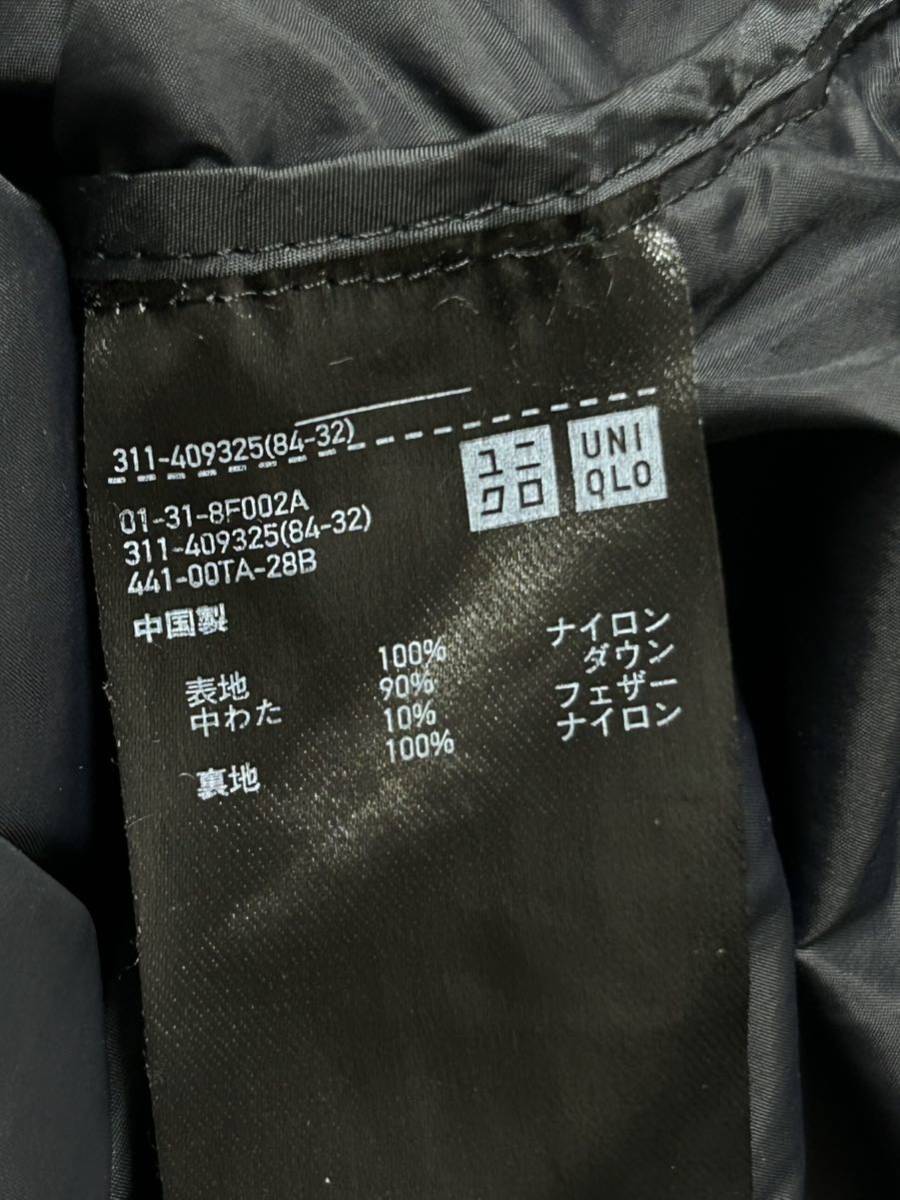 311-409325(84-32)
ユニ
クロ
UNI
QLO
01-31-8F002A
311-409325(84-32)
441-00TA-28B
中国製
表地 100% ナイロン
中わた 90% ダウン
10% フェザー
裏地 100% ナイロン